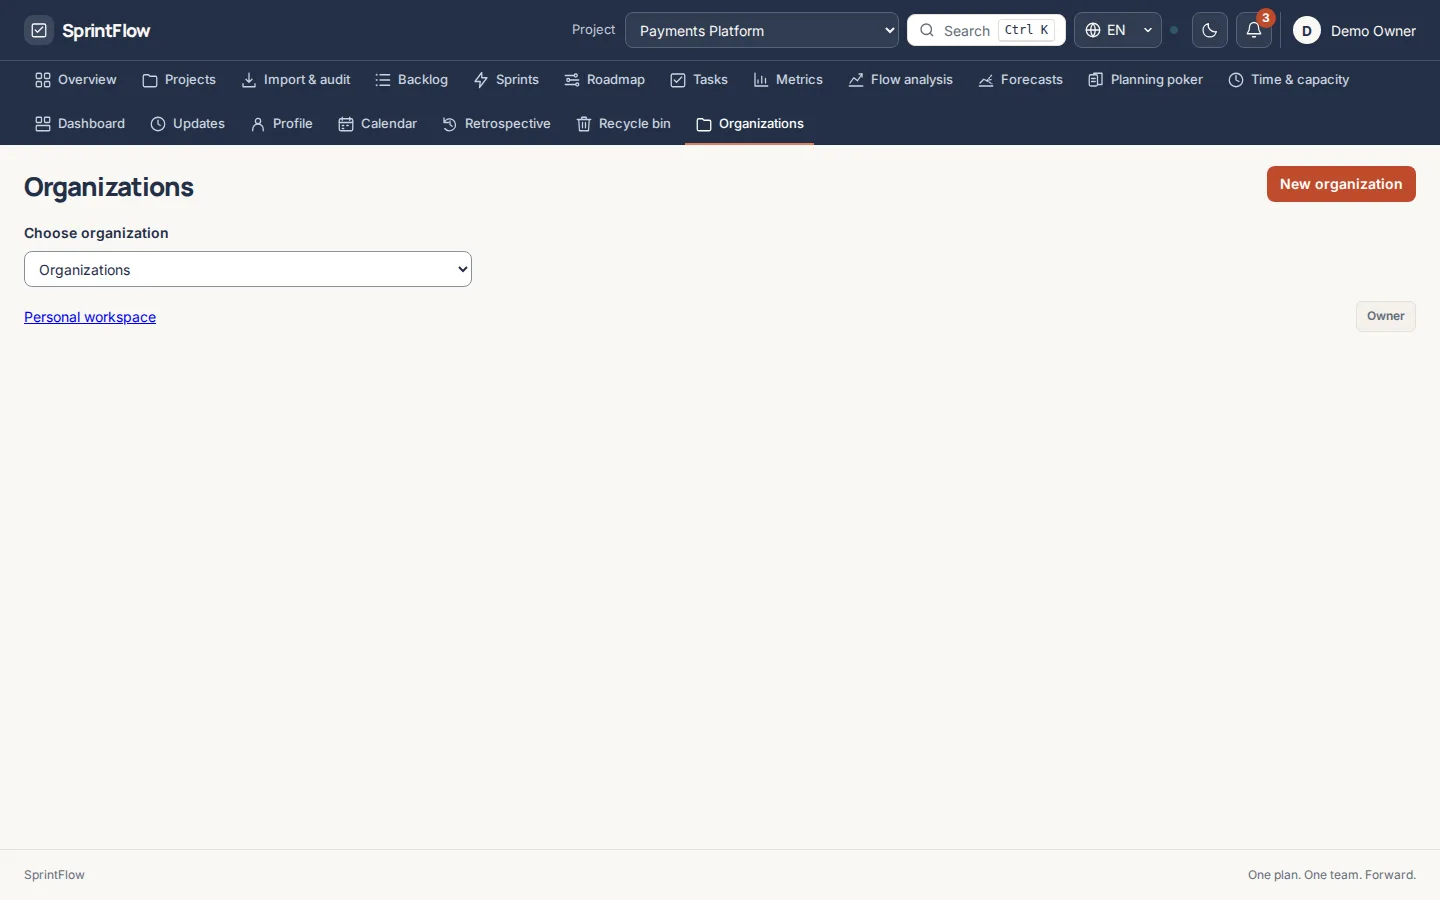 SprintFlow
Project
Payments Platform
Search Ctrl K
EN
3
D
Demo Owner
Overview
Projects
Import & audit
Backlog
Sprints
Roadmap
Tasks
Metrics
Flow analysis
Forecasts
Planning poker
Time & capacity
Dashboard
Updates
Profile
Calendar
Retrospective
Recycle bin
Organizations
Organizations
New organization
Choose organization
Organizations
Personal workspace
Owner
SprintFlow
One plan. One team. Forward.